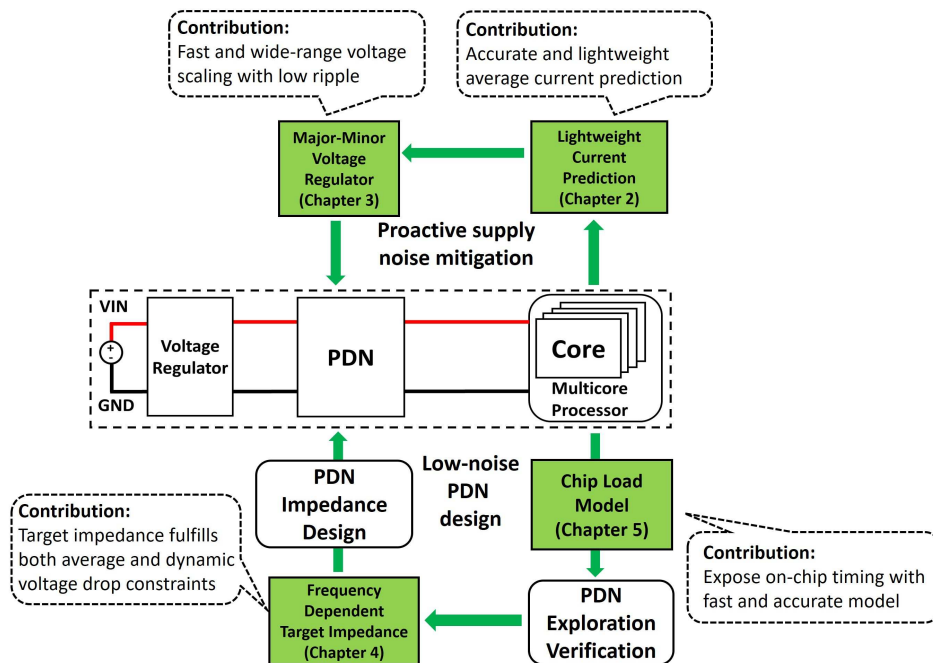 Contribution:
Fast and wide-range voltage
scaling with low ripple
Contribution:
Accurate and lightweight
average current prediction
Major-Minor
Voltage
Regulator
(Chapter 3)
Lightweight
Current
Prediction
(Chapter 2)
Proactive supply
noise mitigation
VIN
+
-
GND
Voltage
Regulator
PDN
Core
Multicore
Processor
PDN
Impedance
Design
Low-noise
PDN
design
Chip Load
Model
(Chapter 5)
Contribution:
Target impedance fulfills
both average and dynamic
voltage drop constraints
Contribution:
Expose on-chip timing with
fast and accurate model
Frequency
Dependent
Target Impedance
(Chapter 4)
PDN
Exploration
Verification